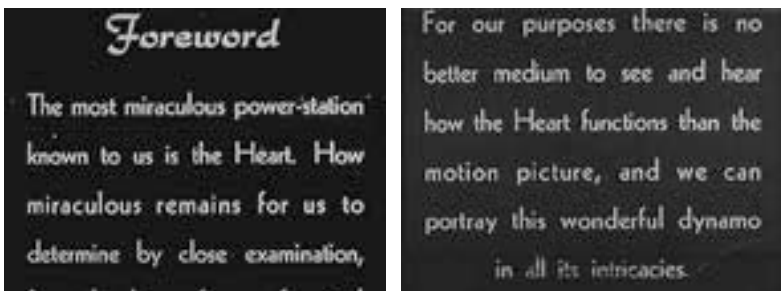 Foreword
The most miraculous power-station
known to us is the Heart. How
miraculous remains for us to
determine by close examination,
For our purposes there is no
better medium to see and hear
how the Heart functions than the
motion picture, and we can
portray this wonderful dynamo
in all its intricacies.